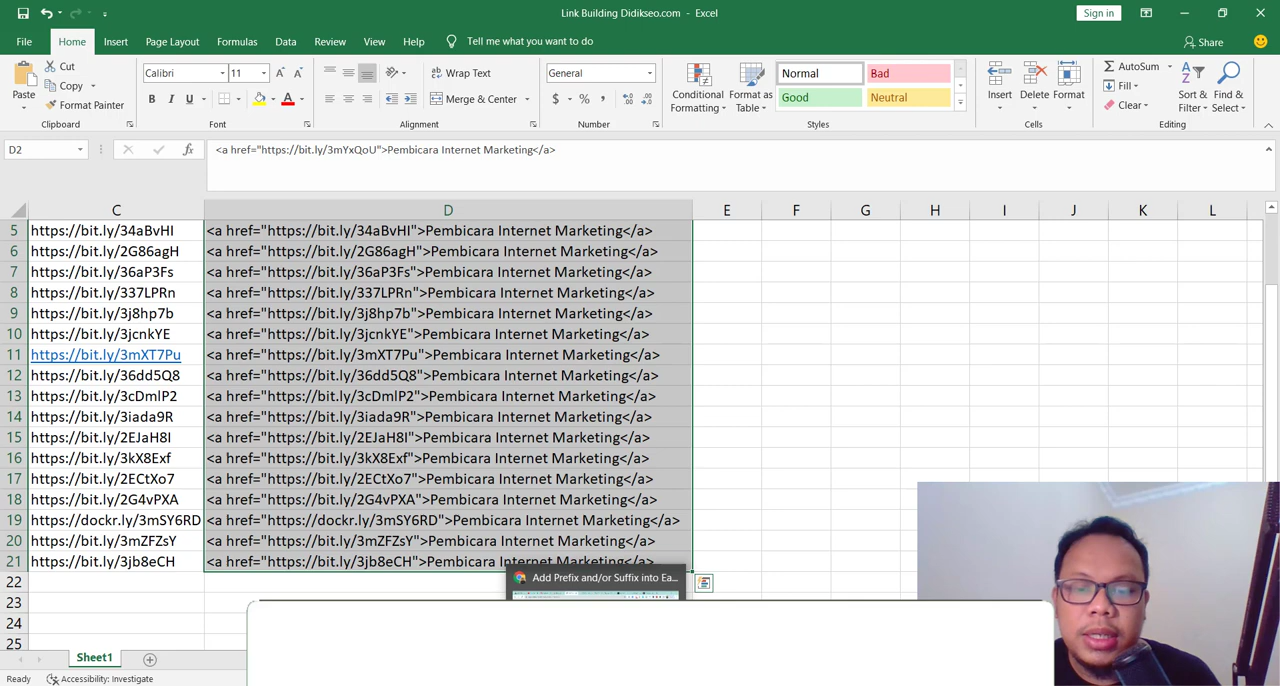 Link Building Didikseo.com - Excel
Sign in
File Home Insert Page Layout Formulas Data Review View Help Tell me what you want to do Share
Paste Cut Copy Format Painter Clipboard
Calibri 11 B I U Font
Wrap Text Merge & Center Alignment
General $ % , Number
Conditional Formatting Format as Table Normal Bad Good Neutral Styles
Insert Delete Format Cells
AutoSum Fill Clear Sort & Filter Find & Select Editing
D2 fx <a href="https://bit.ly/3mYxQoU">Pembicara Internet Marketing</a>
C D E F G H I J K L
5 https://bit.ly/34aBvHI <a href="https://bit.ly/34aBvHI">Pembicara Internet Marketing</a>
6 https://bit.ly/2G86agH <a href="https://bit.ly/2G86agH">Pembicara Internet Marketing</a>
7 https://bit.ly/36aP3Fs <a href="https://bit.ly/36aP3Fs">Pembicara Internet Marketing</a>
8 https://bit.ly/337LPRn <a href="https://bit.ly/337LPRn">Pembicara Internet Marketing</a>
9 https://bit.ly/3j8hp7b <a href="https://bit.ly/3j8hp7b">Pembicara Internet Marketing</a>
10 https://bit.ly/3jcnkYE <a href="https://bit.ly/3jcnkYE">Pembicara Internet Marketing</a>
11 https://bit.ly/3mXT7Pu <a href="https://bit.ly/3mXT7Pu">Pembicara Internet Marketing</a>
12 https://bit.ly/36dd5Q8 <a href="https://bit.ly/36dd5Q8">Pembicara Internet Marketing</a>
13 https://bit.ly/3cDmlP2 <a href="https://bit.ly/3cDmlP2">Pembicara Internet Marketing</a>
14 https://bit.ly/3iada9R <a href="https://bit.ly/3iada9R">Pembicara Internet Marketing</a>
15 https://bit.ly/2EJaH8I <a href="https://bit.ly/2EJaH8I">Pembicara Internet Marketing</a>
16 https://bit.ly/3kX8Exf <a href="https://bit.ly/3kX8Exf">Pembicara Internet Marketing</a>
17 https://bit.ly/2ECtXo7 <a href="https://bit.ly/2ECtXo7">Pembicara Internet Marketing</a>
18 https://bit.ly/2G4vPXA <a href="https://bit.ly/2G4vPXA">Pembicara Internet Marketing</a>
19 https://dockr.ly/3mSY6RD <a href="https://dockr.ly/3mSY6RD">Pembicara Internet Marketing</a>
20 https://bit.ly/3mZFZsY <a href="https://bit.ly/3mZFZsY">Pembicara Internet Marketing</a>
21 https://bit.ly/3jb8eCH <a href="https://bit.ly/3jb8eCH">Pembicara Internet Marketing</a>
Add Prefix and/or Suffix into Ea...
22
23
24
25
Sheet1
Ready Accessibility: Investigate